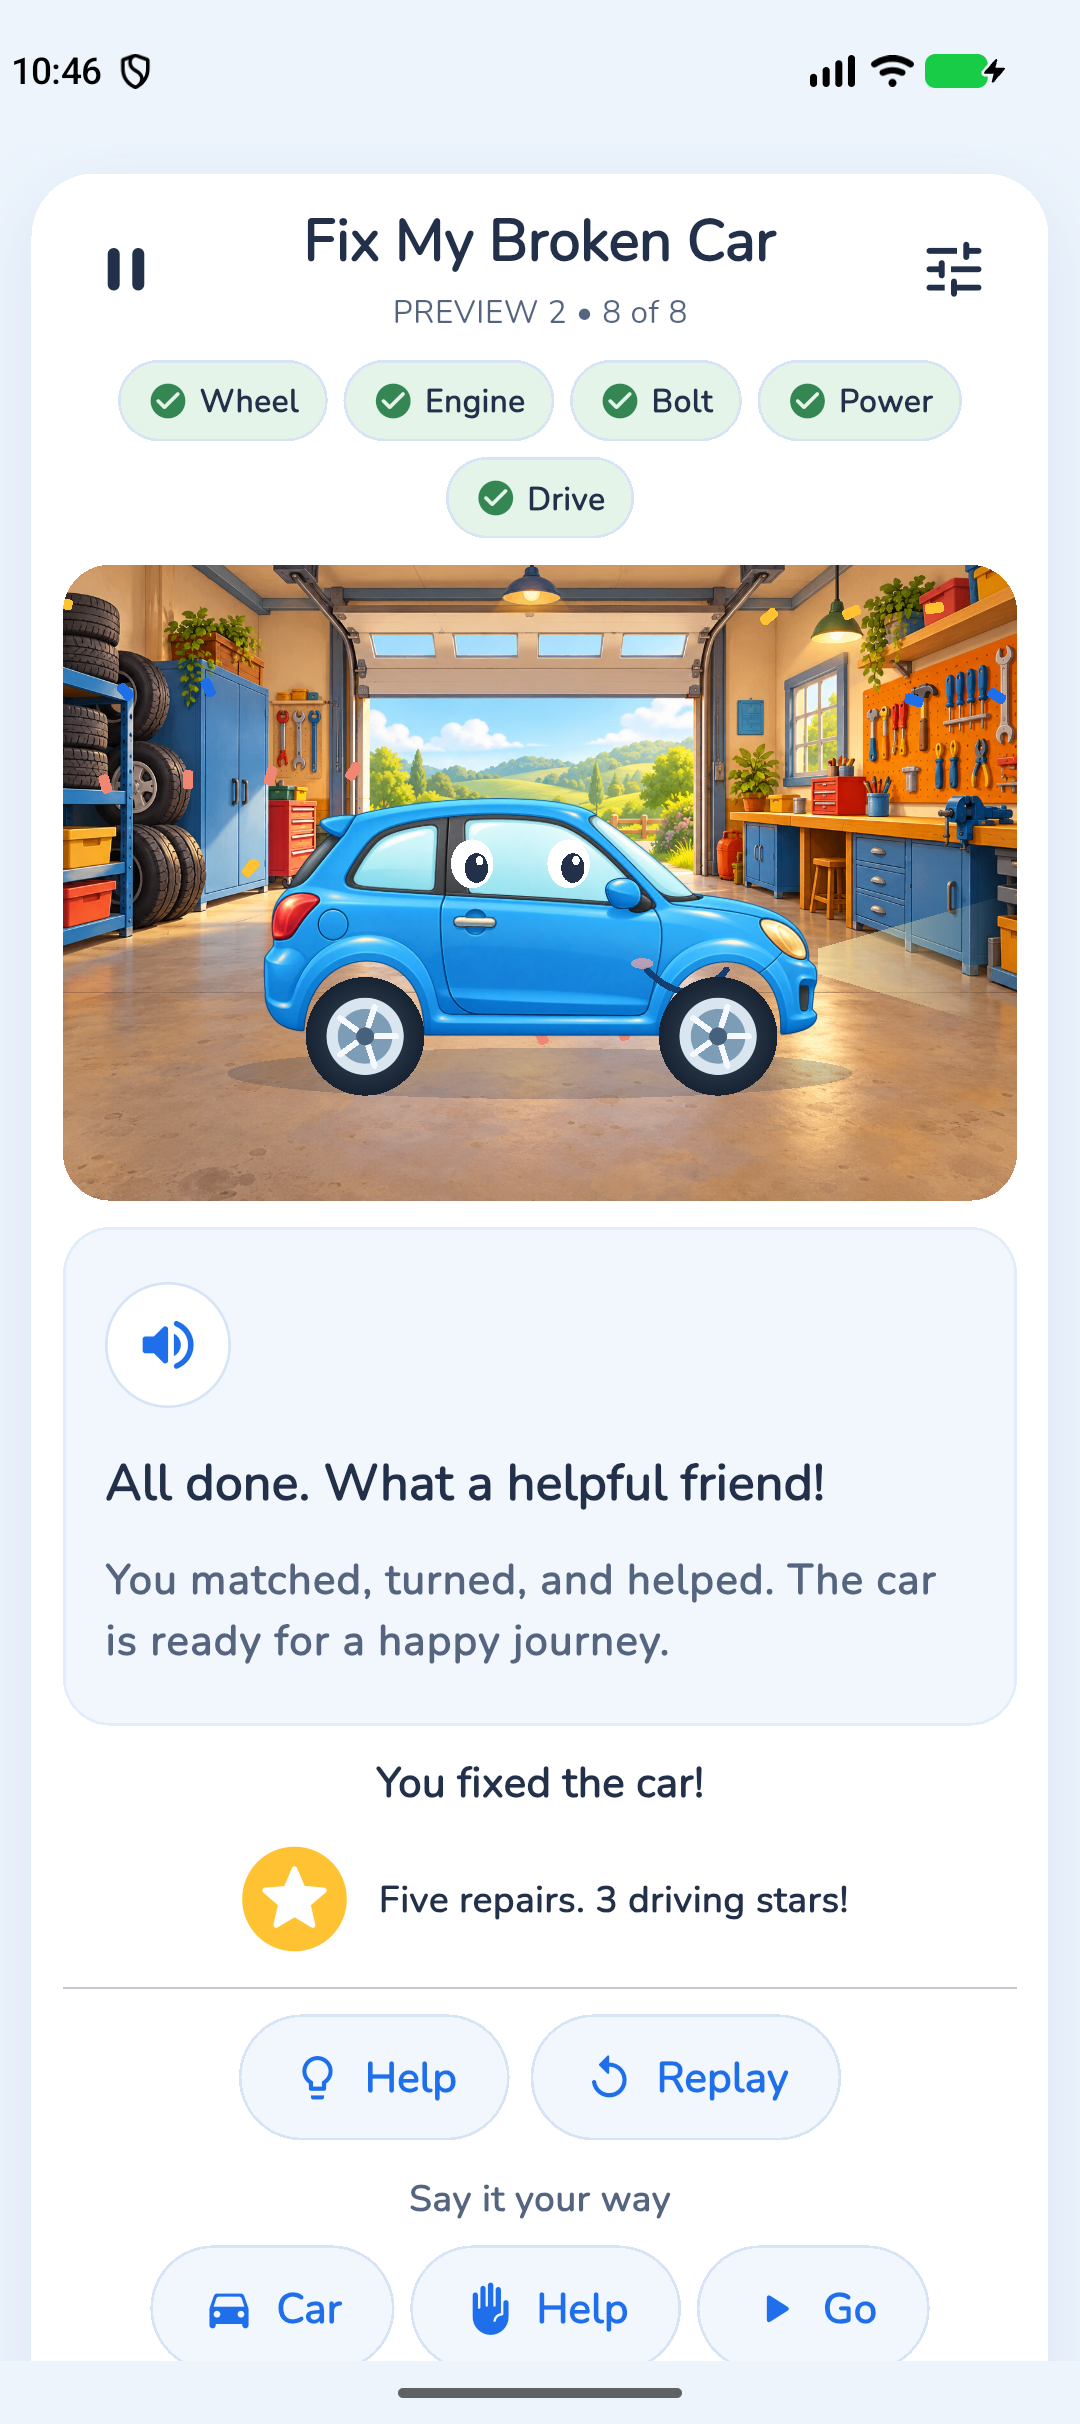 10:46
Fix My Broken Car
PREVIEW 2 • 8 of 8
Wheel
Engine
Bolt
Power
Drive
All done. What a helpful friend!
You matched, turned, and helped. The car
is ready for a happy journey.
You fixed the car!
Five repairs. 3 driving stars!
Help
Replay
Say it your way
Car
Help
Go